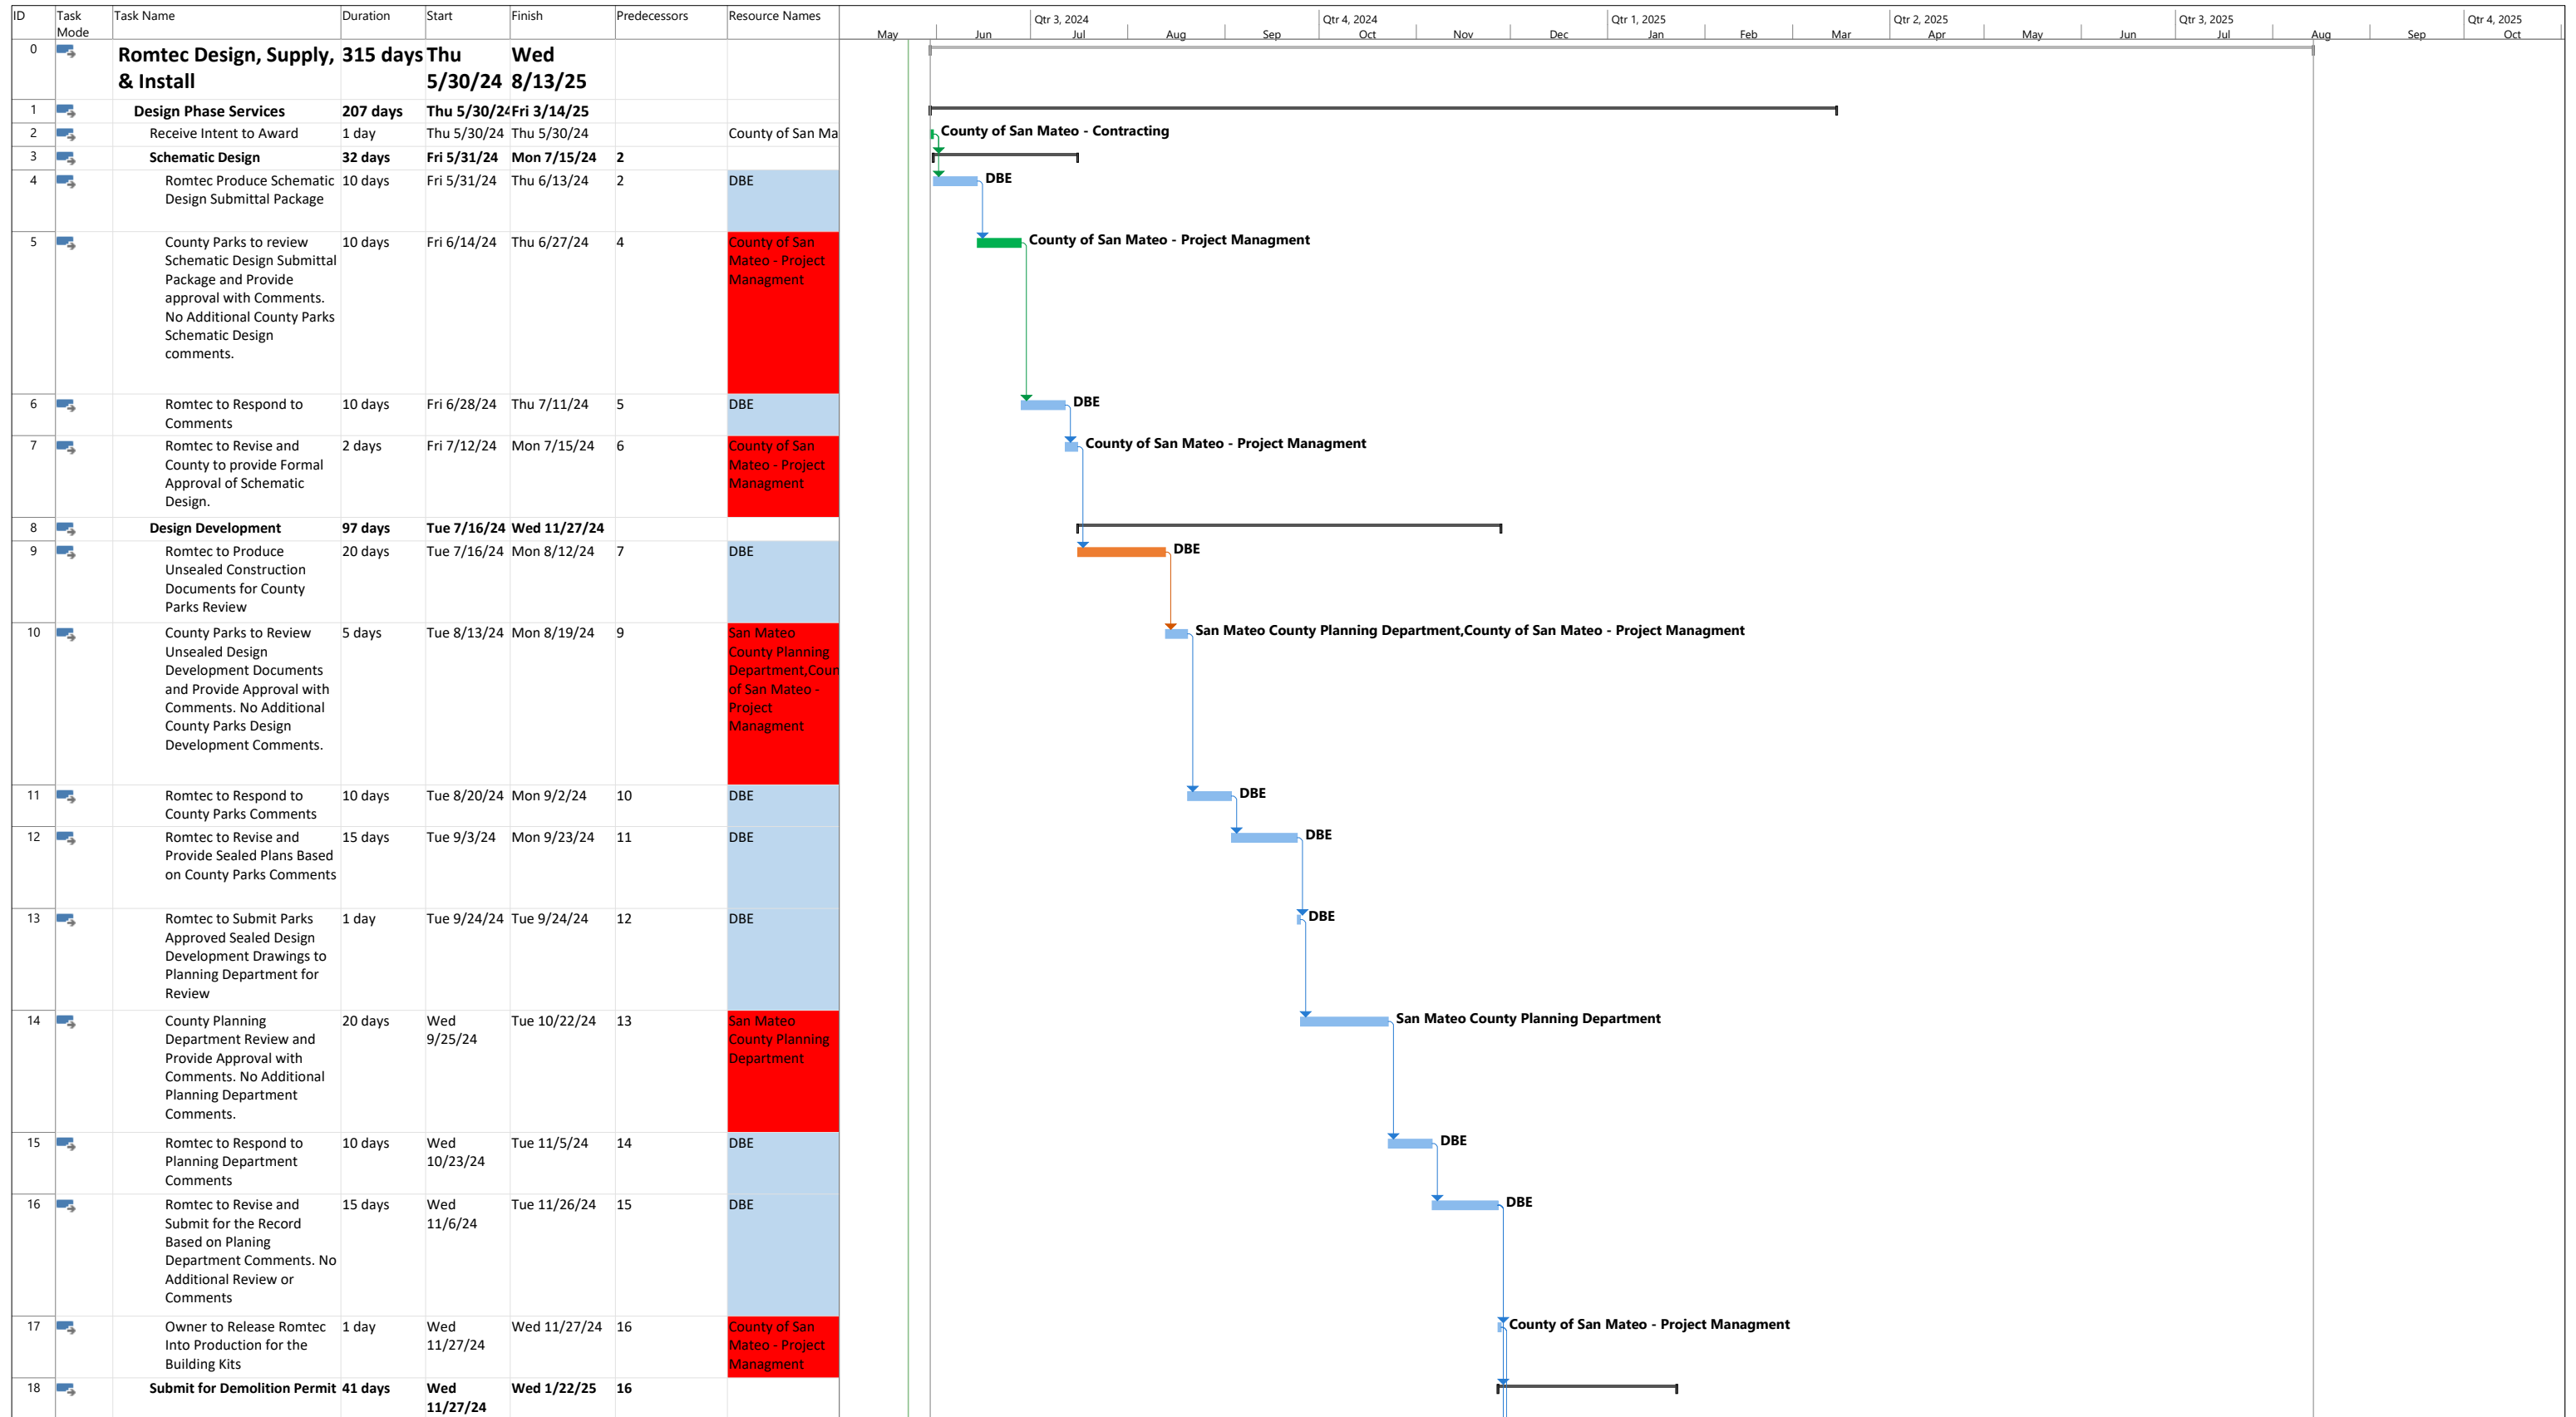 ID Task Mode Task Name Duration Start Finish Predecessors Resource Names
Qtr 3, 2024 Qtr 4, 2024 Qtr 1, 2025 Qtr 2, 2025 Qtr 3, 2025 Qtr 4, 2025
May Jun Jul Aug Sep Oct Nov Dec Jan Feb Mar Apr May Jun Jul Aug Sep Oct
0 Romtec Design, Supply, 315 days Thu Wed
& Install 5/30/24 8/13/25
1 Design Phase Services 207 days Thu 5/30/24 Fri 3/14/25
2 Receive Intent to Award 1 day Thu 5/30/24 Thu 5/30/24 County of San Ma County of San Mateo - Contracting
3 Schematic Design 32 days Fri 5/31/24 Mon 7/15/24 2
4 Romtec Produce Schematic 10 days Fri 5/31/24 Thu 6/13/24 2 DBE DBE
Design Submittal Package
5 County Parks to review 10 days Fri 6/14/24 Thu 6/27/24 4 County of San County of San Mateo - Project Managment
Schematic Design Submittal Mateo - Project
Package and Provide Managment
approval with Comments.
No Additional County Parks
Schematic Design
comments.
6 Romtec to Respond to 10 days Fri 6/28/24 Thu 7/11/24 5 DBE DBE
Comments
7 Romtec to Revise and 2 days Fri 7/12/24 Mon 7/15/24 6 County of San County of San Mateo - Project Managment
County to provide Formal Mateo - Project
Approval of Schematic Managment
Design.
8 Design Development 97 days Tue 7/16/24 Wed 11/27/24
9 Romtec to Produce 20 days Tue 7/16/24 Mon 8/12/24 7 DBE DBE
Unsealed Construction
Documents for County
Parks Review
10 County Parks to Review 5 days Tue 8/13/24 Mon 8/19/24 9 San Mateo San Mateo County Planning Department,County of San Mateo - Project Managment
Unsealed Design County Planning
Development Documents Department,Coun
and Provide Approval with of San Mateo -
Comments. No Additional Project
County Parks Design Managment
Development Comments.
11 Romtec to Respond to 10 days Tue 8/20/24 Mon 9/2/24 10 DBE DBE
County Parks Comments
12 Romtec to Revise and 15 days Tue 9/3/24 Mon 9/23/24 11 DBE DBE
Provide Sealed Plans Based
on County Parks Comments
13 Romtec to Submit Parks 1 day Tue 9/24/24 Tue 9/24/24 12 DBE DBE
Approved Sealed Design
Development Drawings to
Planning Department for
Review
14 County Planning 20 days Wed Tue 10/22/24 13 San Mateo San Mateo County Planning Department
Department Review and 9/25/24 County Planning
Provide Approval with Department
Comments. No Additional
Planning Department
Comments.
15 Romtec to Respond to 10 days Wed Tue 11/5/24 14 DBE DBE
Planning Department 10/23/24
Comments
16 Romtec to Revise and 15 days Wed Tue 11/26/24 15 DBE DBE
Submit for the Record 11/6/24
Based on Planing
Department Comments. No
Additional Review or
Comments
17 Owner to Release Romtec 1 day Wed Wed 11/27/24 16 County of San County of San Mateo - Project Managment
Into Production for the 11/27/24 Mateo - Project
Building Kits Managment
18 Submit for Demolition Permit 41 days Wed Wed 1/22/25 16
11/27/24